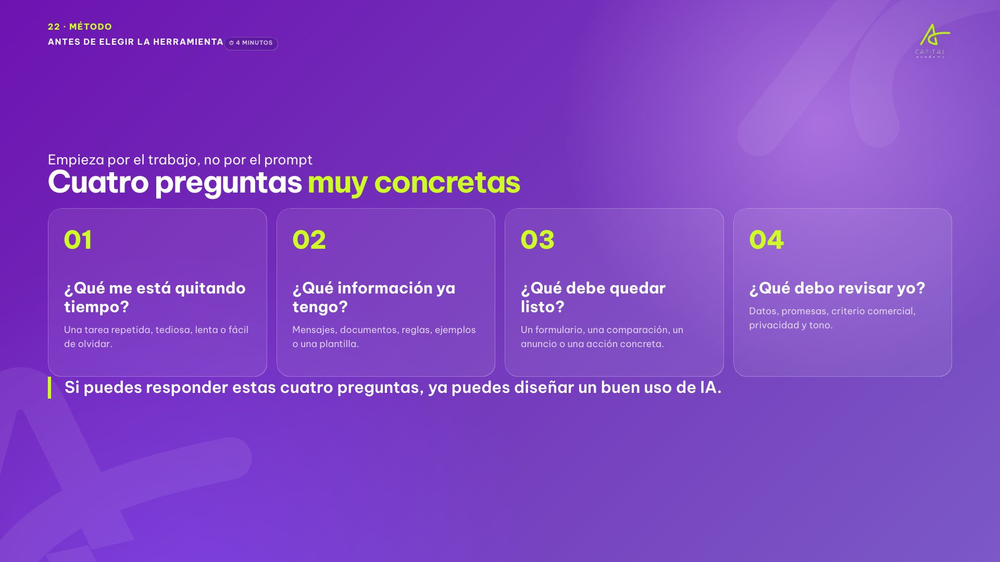 22 · MÉTODO
ANTES DE ELEGIR LA HERRAMIENTA
⏱ 4 MINUTOS
CAPITAL
academy
Empieza por el trabajo, no por el prompt
Cuatro preguntas muy concretas
01
¿Qué me está quitando
tiempo?
Una tarea repetida, tediosa, lenta o fácil
de olvidar.
02
¿Qué información ya
tengo?
Mensajes, documentos, reglas, ejemplos
o una plantilla.
03
¿Qué debe quedar
listo?
Un formulario, una comparación, un
anuncio o una acción concreta.
04
¿Qué debo revisar yo?
Datos, promesas, criterio comercial,
privacidad y tono.
Si puedes responder estas cuatro preguntas, ya puedes diseñar un buen uso de IA.